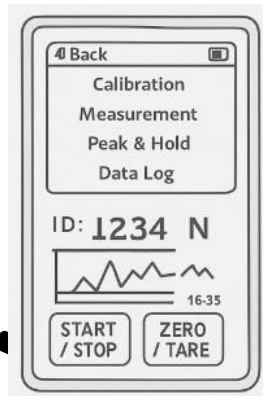 Back
Calibration
Measurement
Peak & Hold
Data Log
ID: 1234 N
16-35
START
/ STOP
ZERO
/ TARE